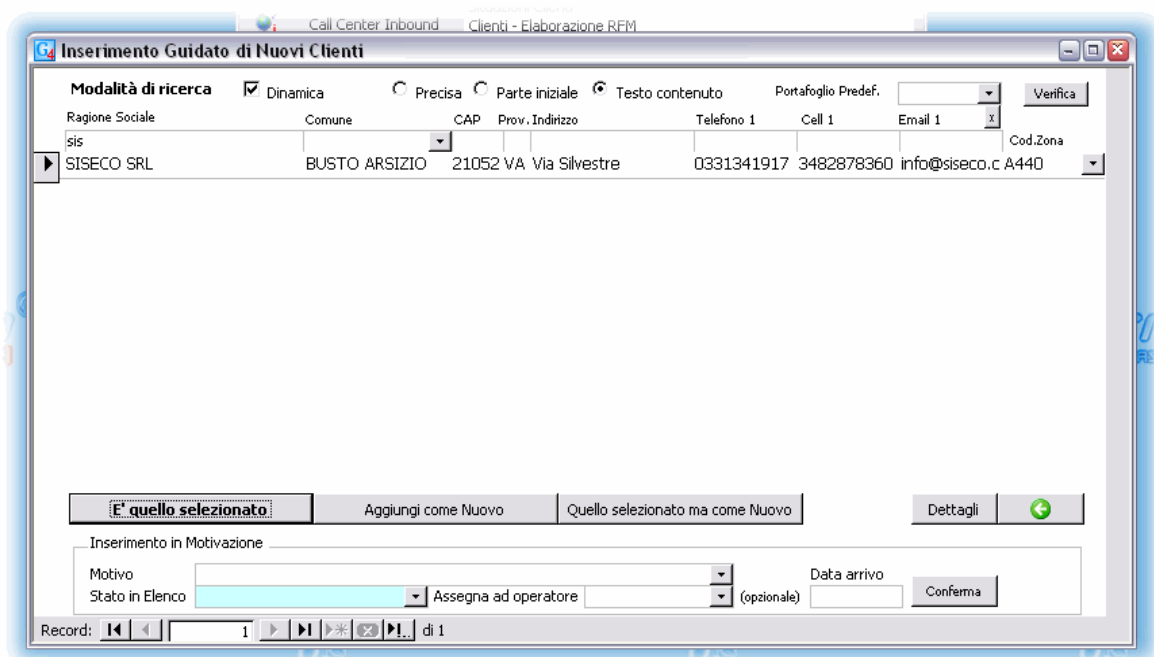 Call Center Inbound Clienti - Elaborazione RFM
G4 Inserimento Guidato di Nuovi Clienti
Modalità di ricerca Dinamica Precisa Parte iniziale Testo contenuto Portafoglio Predef. Verifica
Ragione Sociale Comune CAP Prov. Indirizzo Telefono 1 Cell 1 Email 1 x
sis Cod.Zona
SISECO SRL BUSTO ARSIZIO 21052 VA Via Silvestre 0331341917 3482878360 info@siseco.c A440
E' quello selezionato Aggiungi come Nuovo Quello selezionato ma come Nuovo Dettagli
Inserimento in Motivazione
Motivo Data arrivo
Stato in Elenco Assegna ad operatore (opzionale) Conferma
Record: 1 di 1